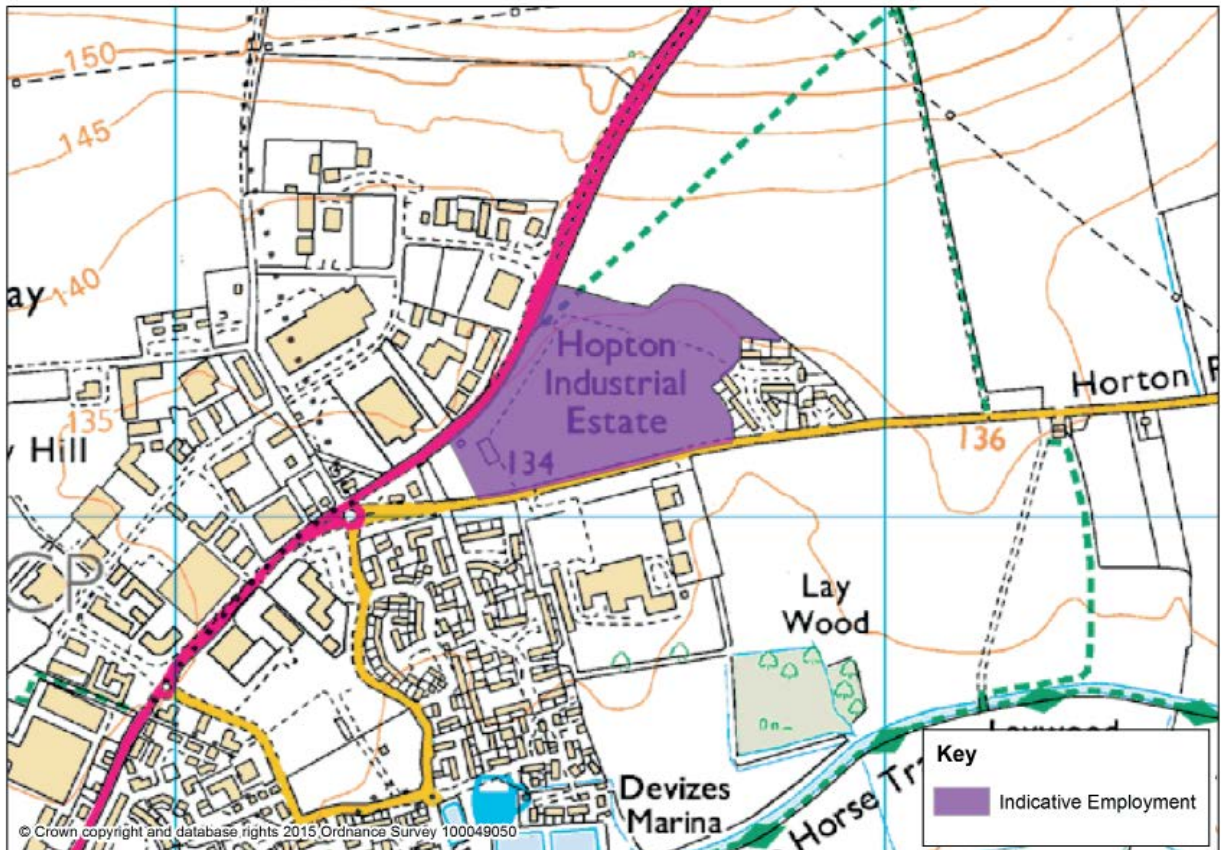 150
145
140
ay
135
y Hill
CP
Hopton
Industrial
Estate
134
Horton
136
Lay
Wood
Devizes
Marina
Horse
Key
Indicative Employment
© Crown copyright and database rights 2015 Ordnance Survey 100049050